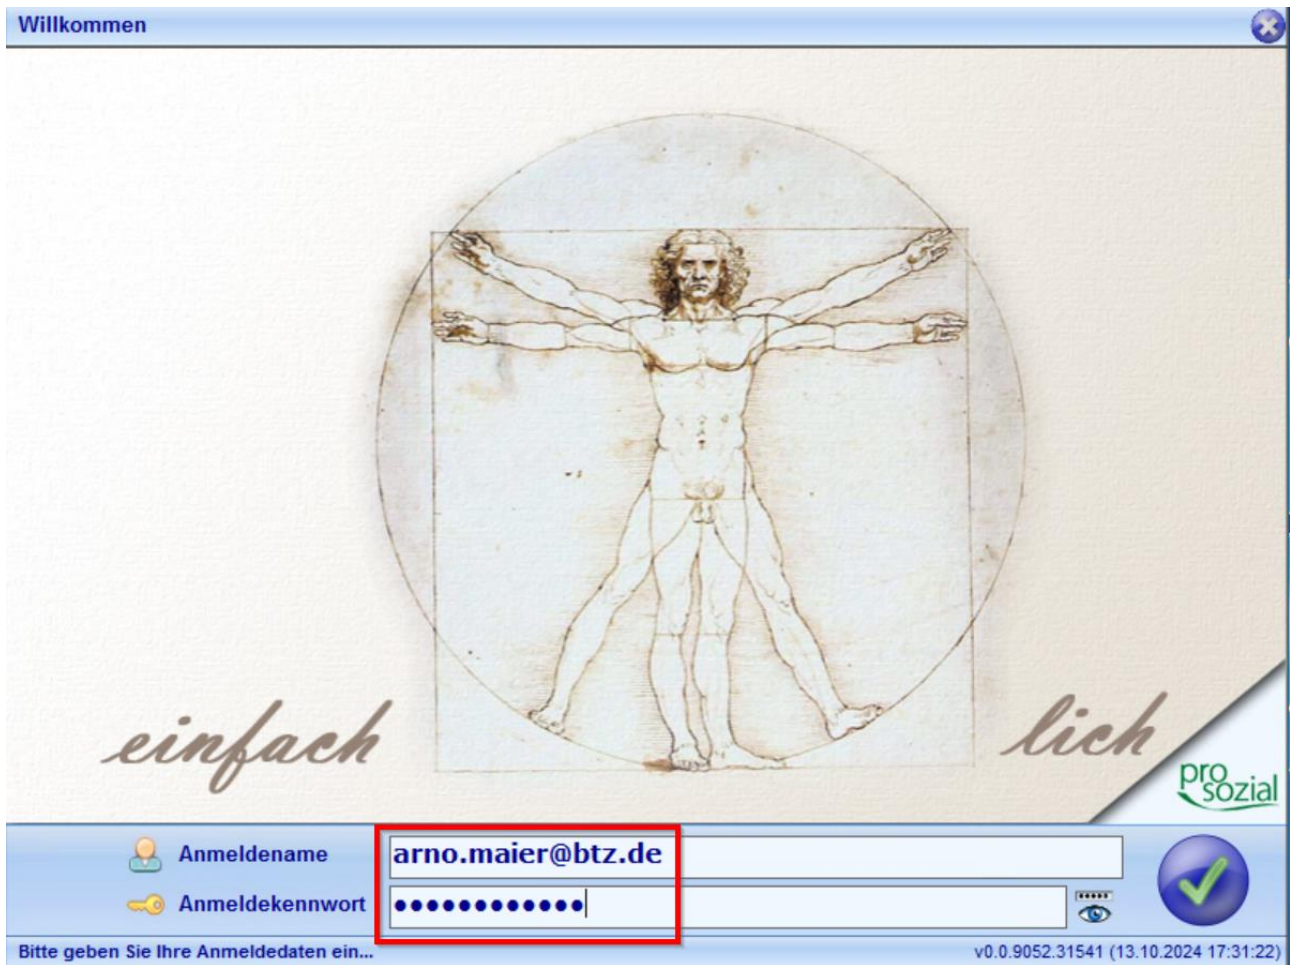 Willkommen
einfach
lich
pro
sozial
Anmeldename
arno.maier@btz.de
Anmeldekennwort
●●●●●●●●●●●●
Bitte geben Sie Ihre Anmeldedaten ein...
v0.0.9052.31541 (13.10.2024 17:31:22)